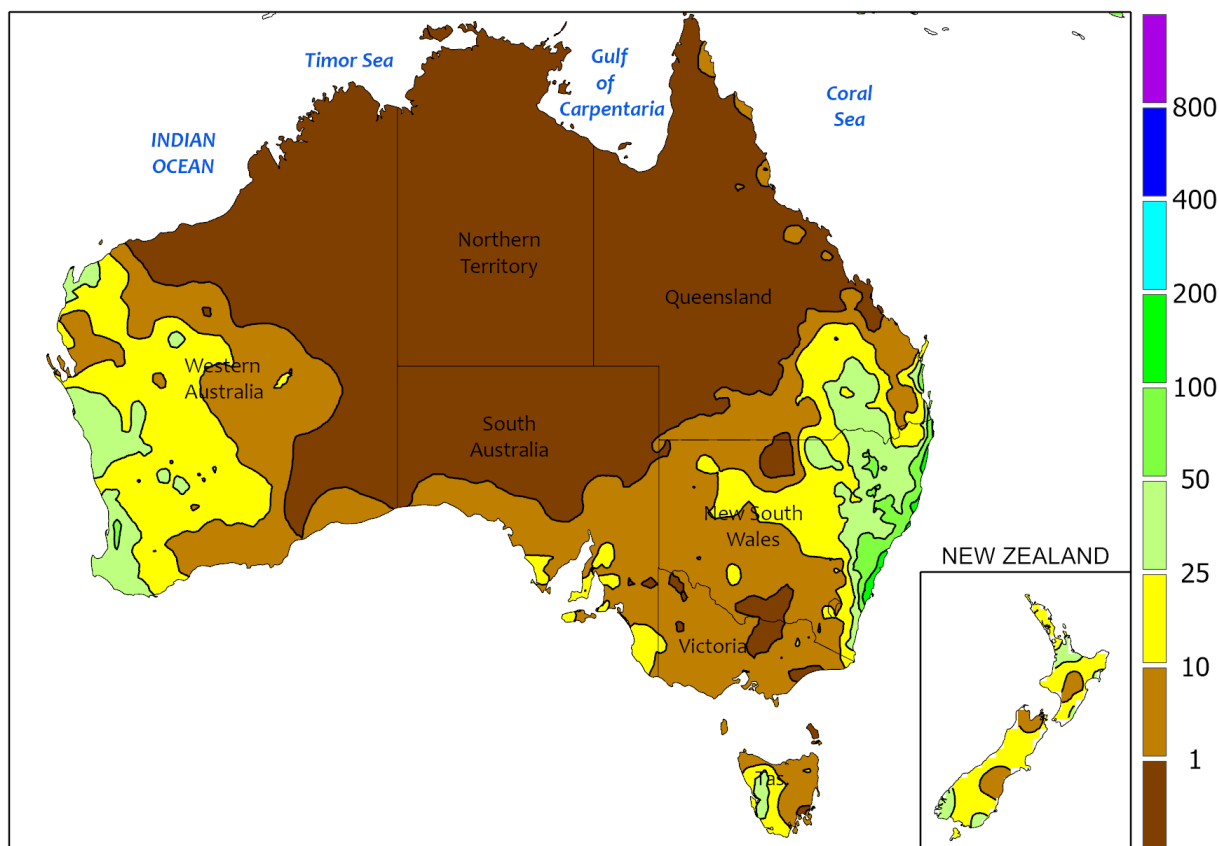 Timor Sea
Gulf
of
Carpentaria
Coral
Sea
INDIAN
OCEAN
Northern
Territory
Queensland
Western
Australia
South
Australia
New South
Wales
Victoria
Tas.
NEW ZEALAND
800
400
200
100
50
25
10
1